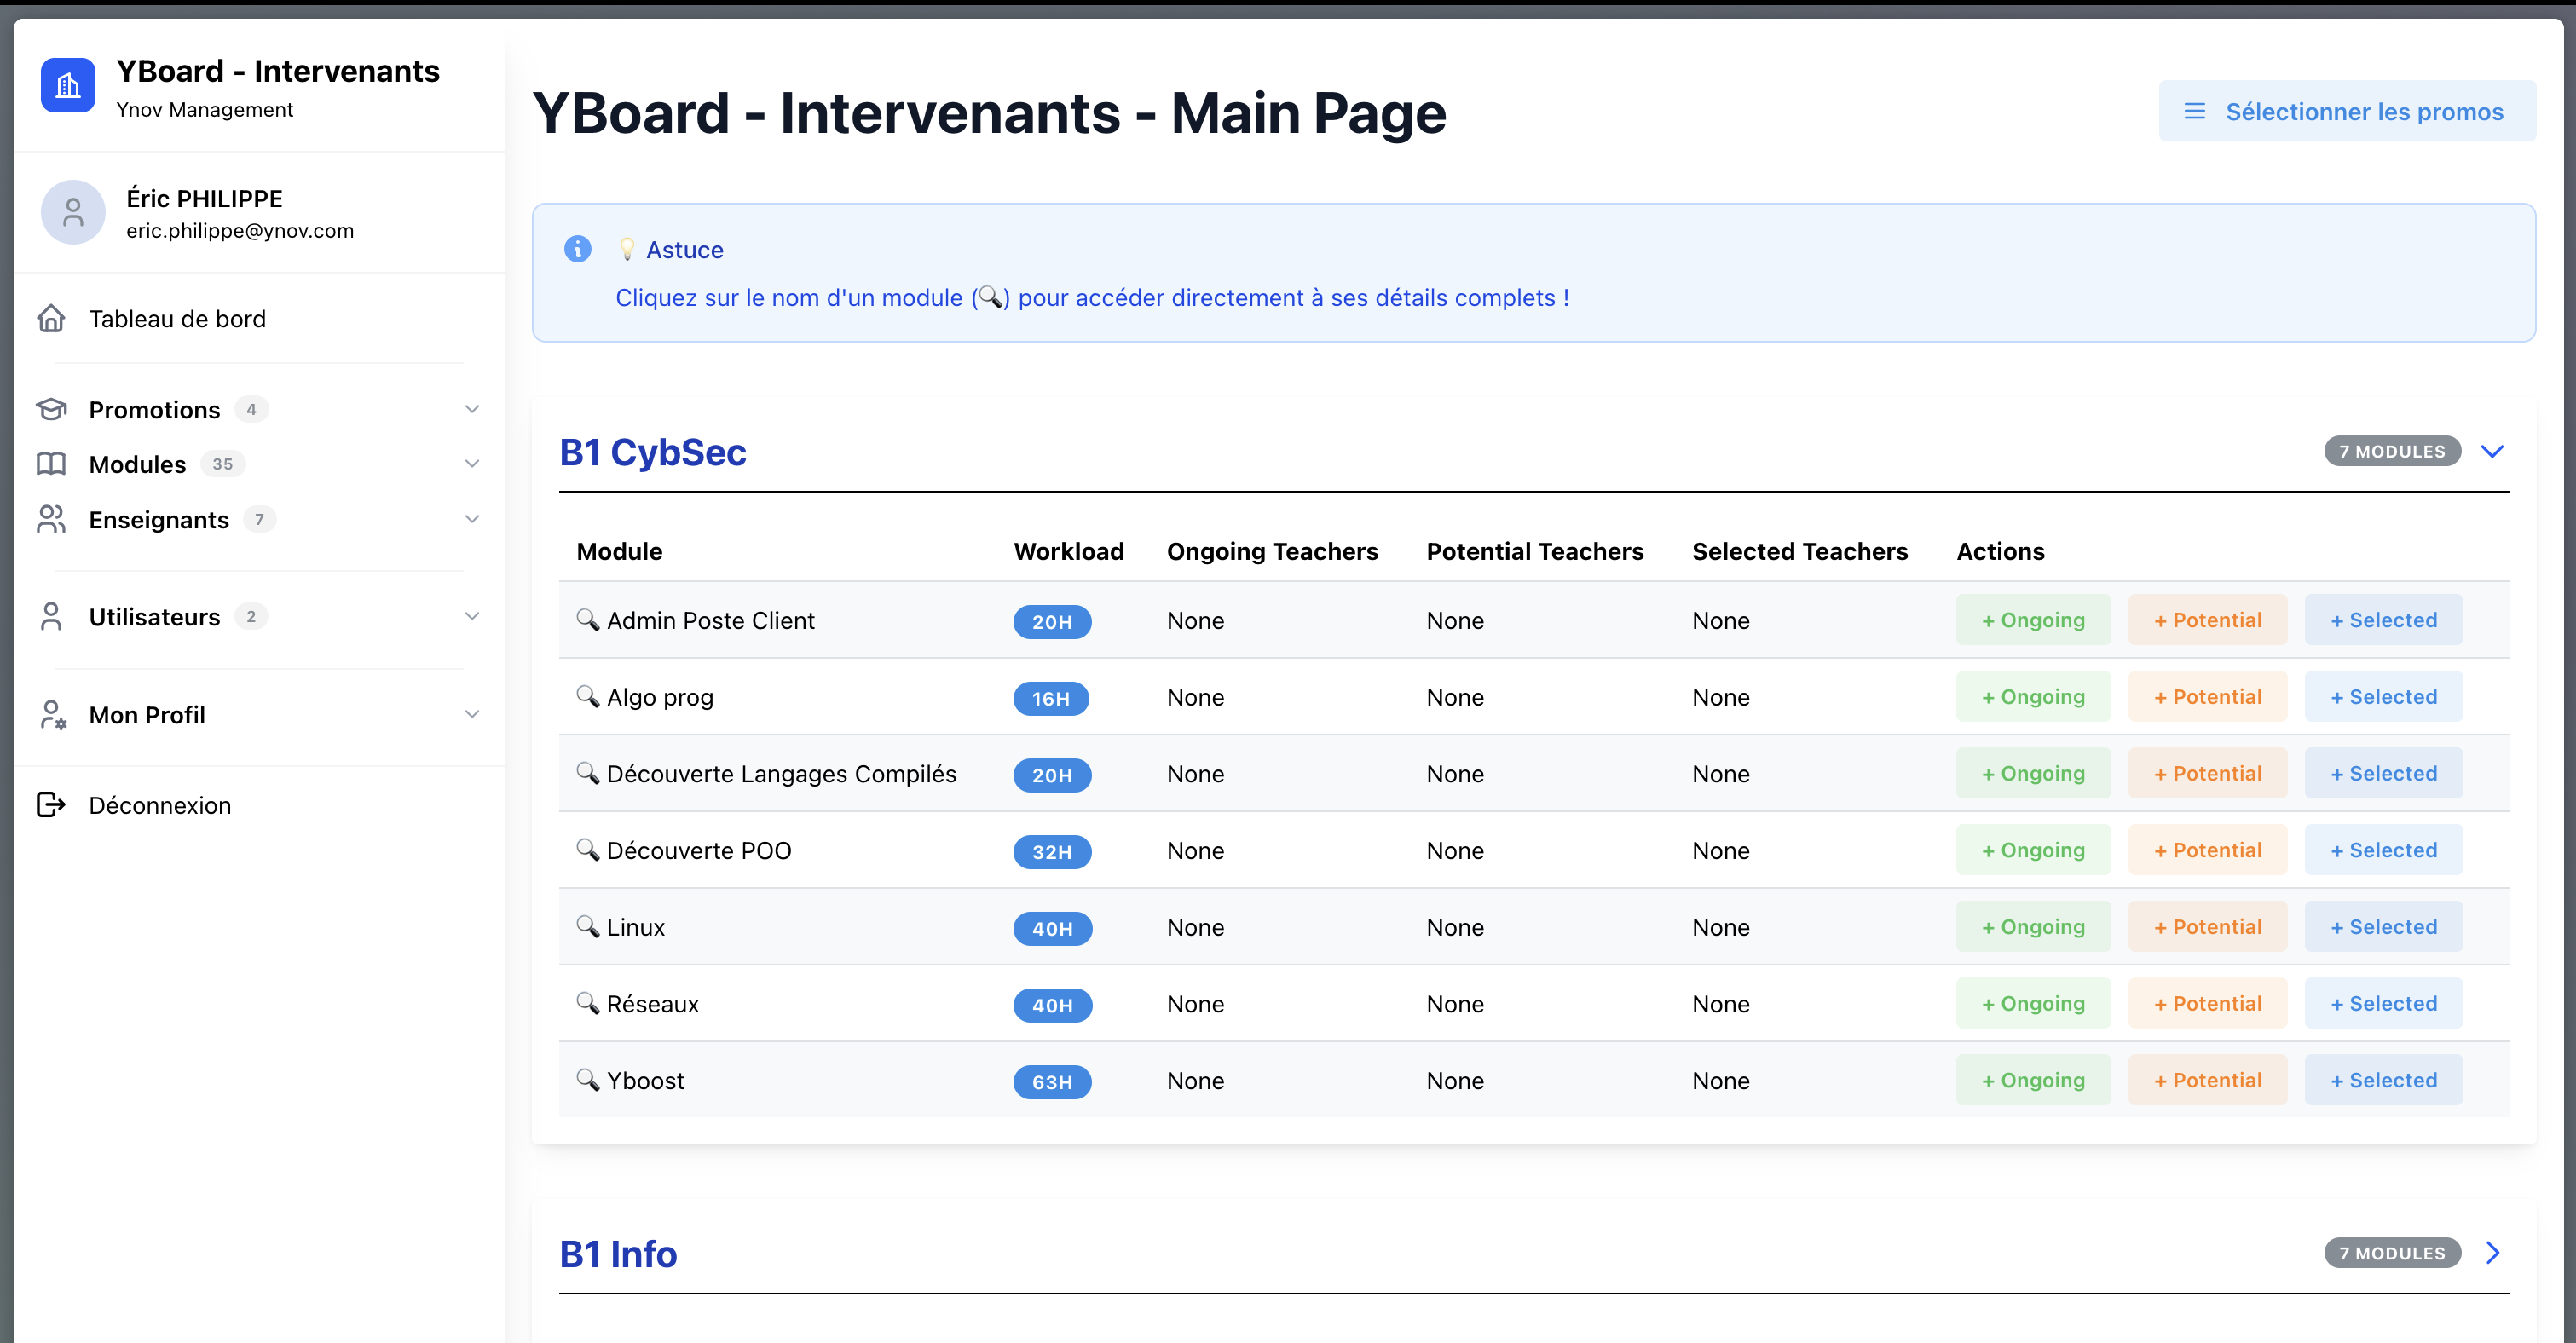 YBoard - Intervenants
Ynov Management
Éric PHILIPPE
eric.philippe@ynov.com
Tableau de bord
Promotions 4
Modules 35
Enseignants 7
Utilisateurs 2
Mon Profil
Déconnexion
YBoard - Intervenants - Main Page
Sélectionner les promos
💡 Astuce
Cliquez sur le nom d'un module (🔍) pour accéder directement à ses détails complets !
B1 CybSec
7 MODULES
Module Workload Ongoing Teachers Potential Teachers Selected Teachers Actions
🔍 Admin Poste Client 20H None None None + Ongoing + Potential + Selected
🔍 Algo prog 16H None None None + Ongoing + Potential + Selected
🔍 Découverte Langages Compilés 20H None None None + Ongoing + Potential + Selected
🔍 Découverte POO 32H None None None + Ongoing + Potential + Selected
🔍 Linux 40H None None None + Ongoing + Potential + Selected
🔍 Réseaux 40H None None None + Ongoing + Potential + Selected
🔍 Yboost 63H None None None + Ongoing + Potential + Selected
B1 Info
7 MODULES